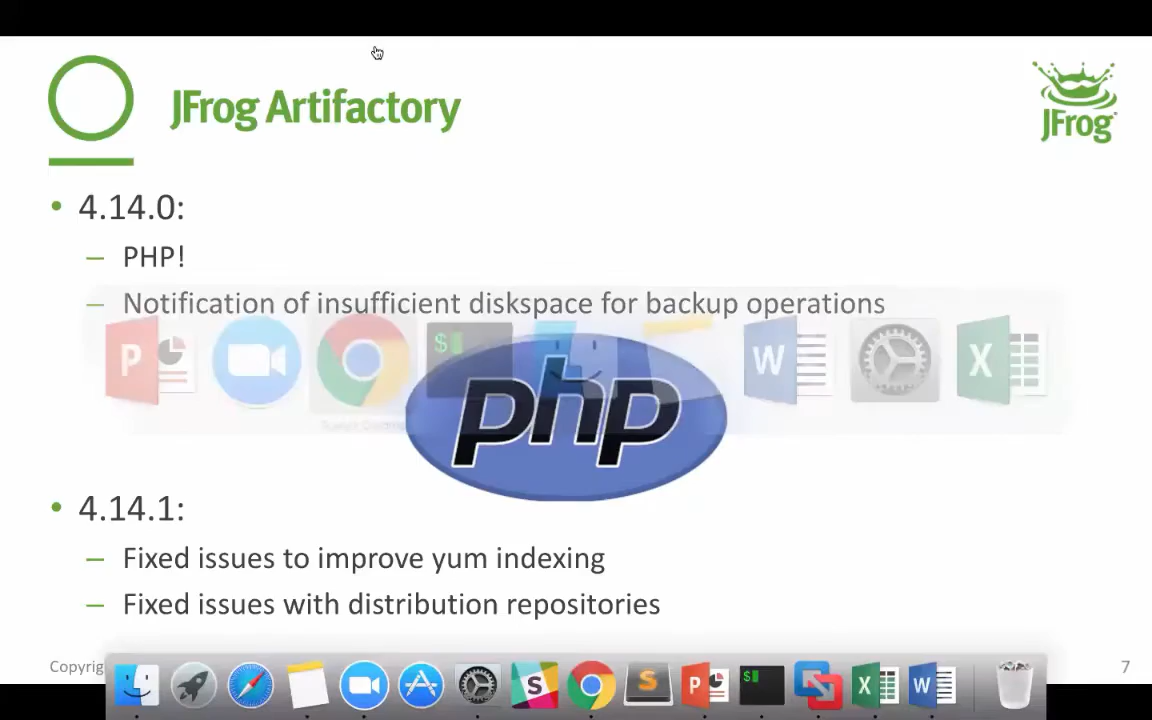 JFrog Artifactory
JFrog
4.14.0:
PHP!
Notification of insufficient diskspace for backup operations
P
$
W
X
php
4.14.1:
Fixed issues to improve yum indexing
Fixed issues with distribution repositories
Copyrig
7
S
S
P
$
X
W